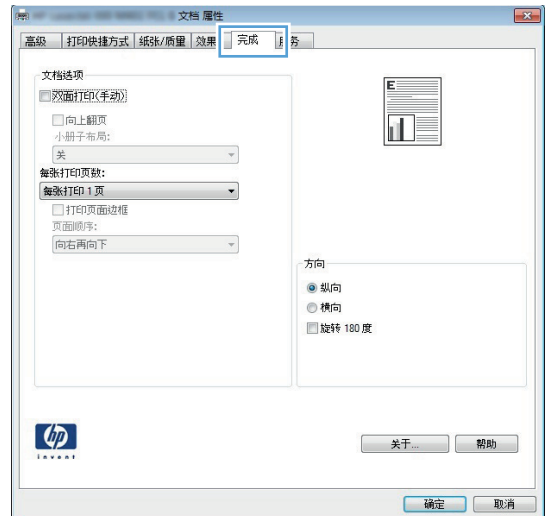 文档 属性
高级 打印快捷方式 纸张/质量 效果 完成 服务
文档选项
双面打印(手动)
向上翻页
小册子布局:
关
每张打印页数:
每张打印 1 页
打印页面边框
页面顺序:
向右再向下
E
方向
纵向
横向
旋转 180 度
hp
invent
关于... 帮助
确定 取消